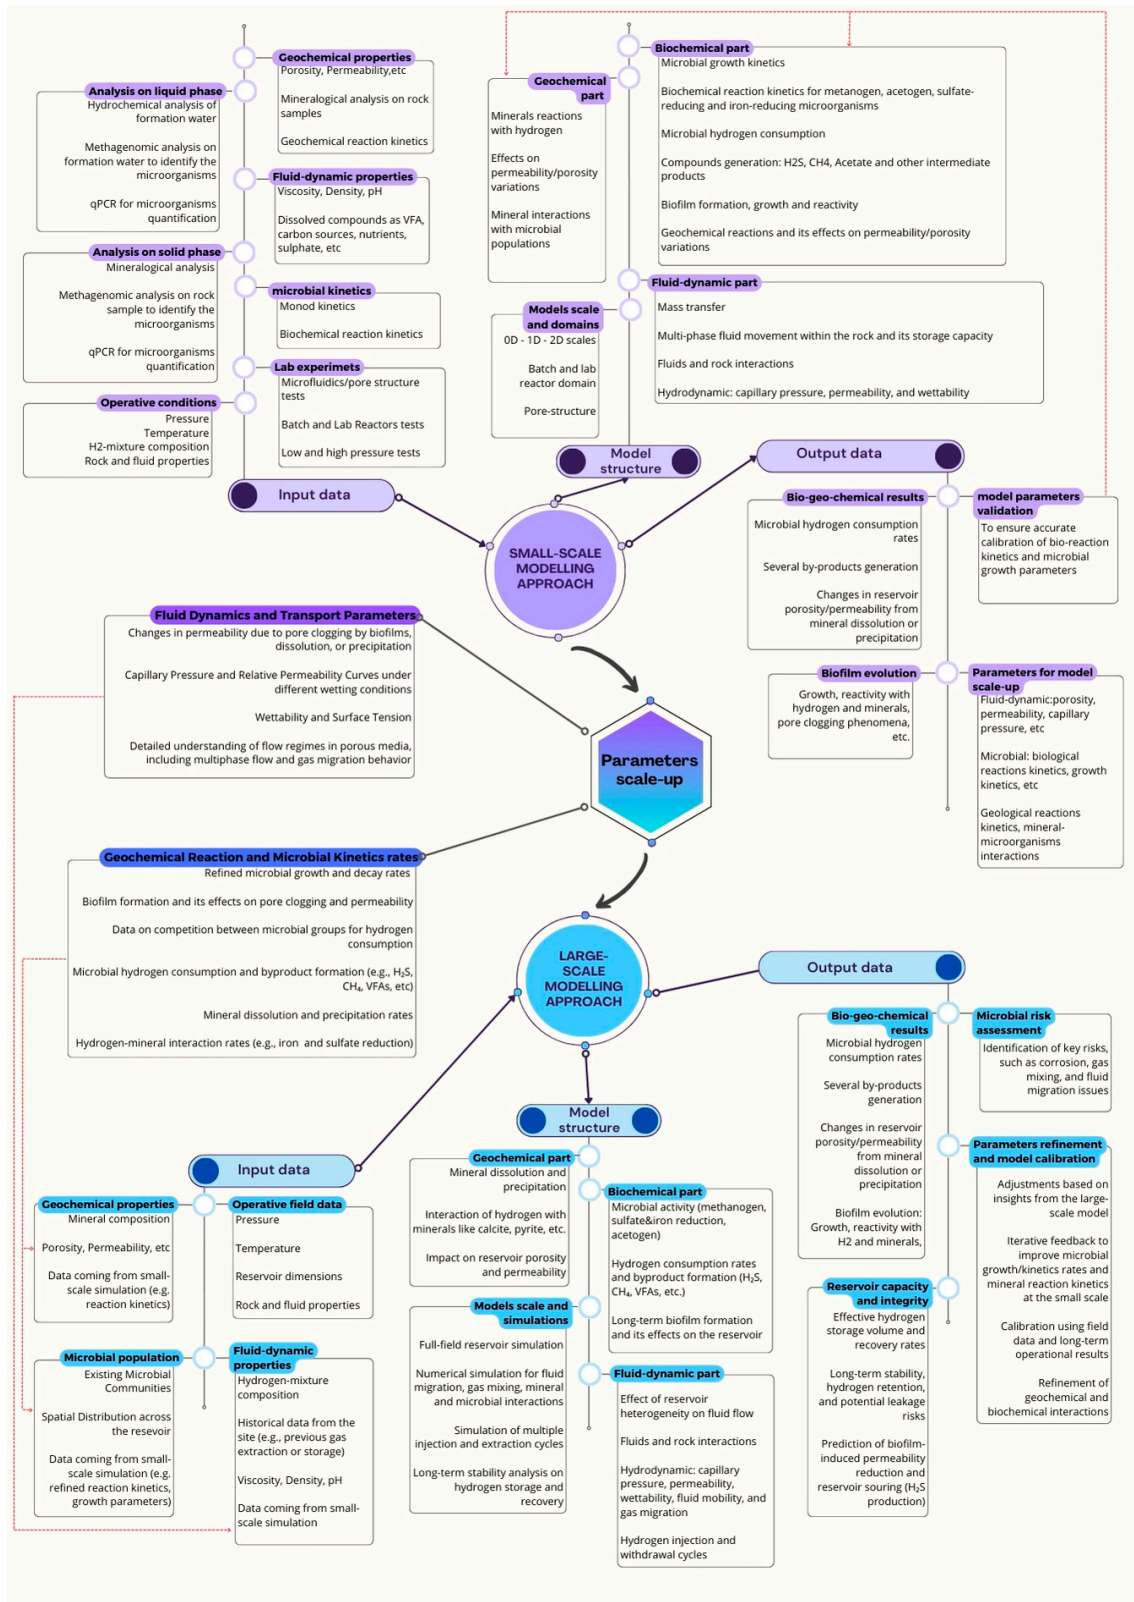 Geochemical properties
Porosity, Permeability,etc
Mineralogical analysis on rock
samples
Geochemical reaction kinetics
Analysis on liquid phase
Hydrochemical analysis of
formation water
Methagenomic analysis on
formation water to identify the
microorganisms
qPCR for microorganisms
quantification
Fluid-dynamic properties
Viscosity, Density, pH
Dissolved compounds as VFA,
carbon sources, nutrients,
sulphate, etc
Analysis on solid phase
Mineralogical analysis
Methagenomic analysis on rock
sample to identify the
microorganisms
qPCR for microorganisms
quantification
microbial kinetics
Monod kinetics
Biochemical reaction kinetics
Lab experimets
Microfluidics/pore structure
tests
Batch and Lab Reactors tests
Low and high pressure tests
Operative conditions
Pressure
Temperature
H2-mixture composition
Rock and fluid properties
Input data
Biochemical part
Microbial growth kinetics
Biochemical reaction kinetics for metanogen, acetogen, sulfate-
reducing and iron-reducing microorganisms
Microbial hydrogen consumption
Compounds generation: H2S, CH4, Acetate and other intermediate
products
Biofilm formation, growth and reactivity
Geochemical reactions and its effects on permeability/porosity
variations
Geochemical
part
Minerals reactions
with hydrogen
Effects on
permeability/porosity
variations
Mineral interactions
with microbial
populations
Fluid-dynamic part
Mass transfer
Multi-phase fluid movement within the rock and its storage capacity
Fluids and rock interactions
Hydrodynamic: capillary pressure, permeability, and wettability
Models scale
and domains
0D - 1D - 2D scales
Batch and lab
reactor domain
Pore-structure
Model
structure
Output data
Bio-geo-chemical results
Microbial hydrogen consumption
rates
Several by-products generation
Changes in reservoir
porosity/permeability from
mineral dissolution or
precipitation
model parameters
validation
To ensure accurate
calibration of bio-reaction
kinetics and microbial
growth parameters
Biofilm evolution
Growth, reactivity with
hydrogen and minerals,
pore clogging phenomena,
etc.
Parameters for model
scale-up
Fluid-dynamic:porosity,
permeability, capillary
pressure, etc
Microbial: biological
reactions kinetics, growth
kinetics, etc
Geological reactions
kinetics, mineral-
microorganisms
interactions
SMALL-SCALE
MODELLING
APPROACH
Fluid Dynamics and Transport Parameters
Changes in permeability due to pore clogging by biofilms,
dissolution, or precipitation
Capillary Pressure and Relative Permeability Curves under
different wetting conditions
Wettability and Surface Tension
Detailed understanding of flow regimes in porous media,
including multiphase flow and gas migration behavior
Parameters
scale-up
Geochemical Reaction and Microbial Kinetics rates
Refined microbial growth and decay rates
Biofilm formation and its effects on pore clogging and permeability
Data on competition between microbial groups for hydrogen
consumption
Microbial hydrogen consumption and byproduct formation (e.g., H₂S,
CH₄, VFAs, etc)
Mineral dissolution and precipitation rates
Hydrogen-mineral interaction rates (e.g., iron and sulfate reduction)
LARGE-
SCALE
MODELLING
APPROACH
Input data
Geochemical properties
Mineral composition
Porosity, Permeability, etc
Data coming from small-
scale simulation (e.g.
reaction kinetics)
Operative field data
Pressure
Temperature
Reservoir dimensions
Rock and fluid properties
Microbial population
Existing Microbial
Communities
Spatial Distribution across
the resevoir
Data coming from small-
scale simulation (e.g.
refined reaction kinetics,
growth parameters)
Fluid-dynamic
properties
Hydrogen-mixture
composition
Historical data from the
site (e.g., previous gas
extraction or storage)
Viscosity, Density, pH
Data coming from small-
scale simulation
Model
structure
Geochemical part
Mineral dissolution and
precipitation
Interaction of hydrogen with
minerals like calcite, pyrite, etc.
Impact on reservoir porosity
and permeability
Biochemical part
Microbial activity (methanogen,
sulfate&iron reduction,
acetogen)
Hydrogen consumption rates
and byproduct formation (H₂S,
CH₄, VFAs, etc.)
Long-term biofilm formation
and its effects on the reservoir
Models scale and
simulations
Full-field reservoir simulation
Numerical simulation for fluid
migration, gas mixing, mineral
and microbial interactions
Simulation of multiple
injection and extraction cycles
Long-term stability analysis on
hydrogen storage and
recovery
Fluid-dynamic part
Effect of reservoir
heterogeneity on fluid flow
Fluids and rock interactions
Hydrodynamic: capillary
pressure, permeability,
wettability, fluid mobility, and
gas migration
Hydrogen injection and
withdrawal cycles
Output data
Bio-geo-chemical
results
Microbial hydrogen
consumption rates
Several by-products
generation
Changes in reservoir
porosity/permeability
from mineral
dissolution or
precipitation
Biofilm evolution:
Growth, reactivity with
H2 and minerals,
Microbial risk
assessment
Identification of key risks,
such as corrosion, gas
mixing, and fluid
migration issues
Parameters refinement
and model calibration
Adjustments based on
insights from the large-
scale model
Iterative feedback to
improve microbial
growth/kinetics rates and
mineral reaction kinetics
at the small scale
Calibration using field
data and long-term
operational results
Refinement of
geochemical and
biochemical interactions
Reservoir capacity
and integrity
Effective hydrogen
storage volume and
recovery rates
Long-term stability,
hydrogen retention,
and potential leakage
risks
Prediction of biofilm-
induced permeability
reduction and
reservoir souring (H₂S
production)